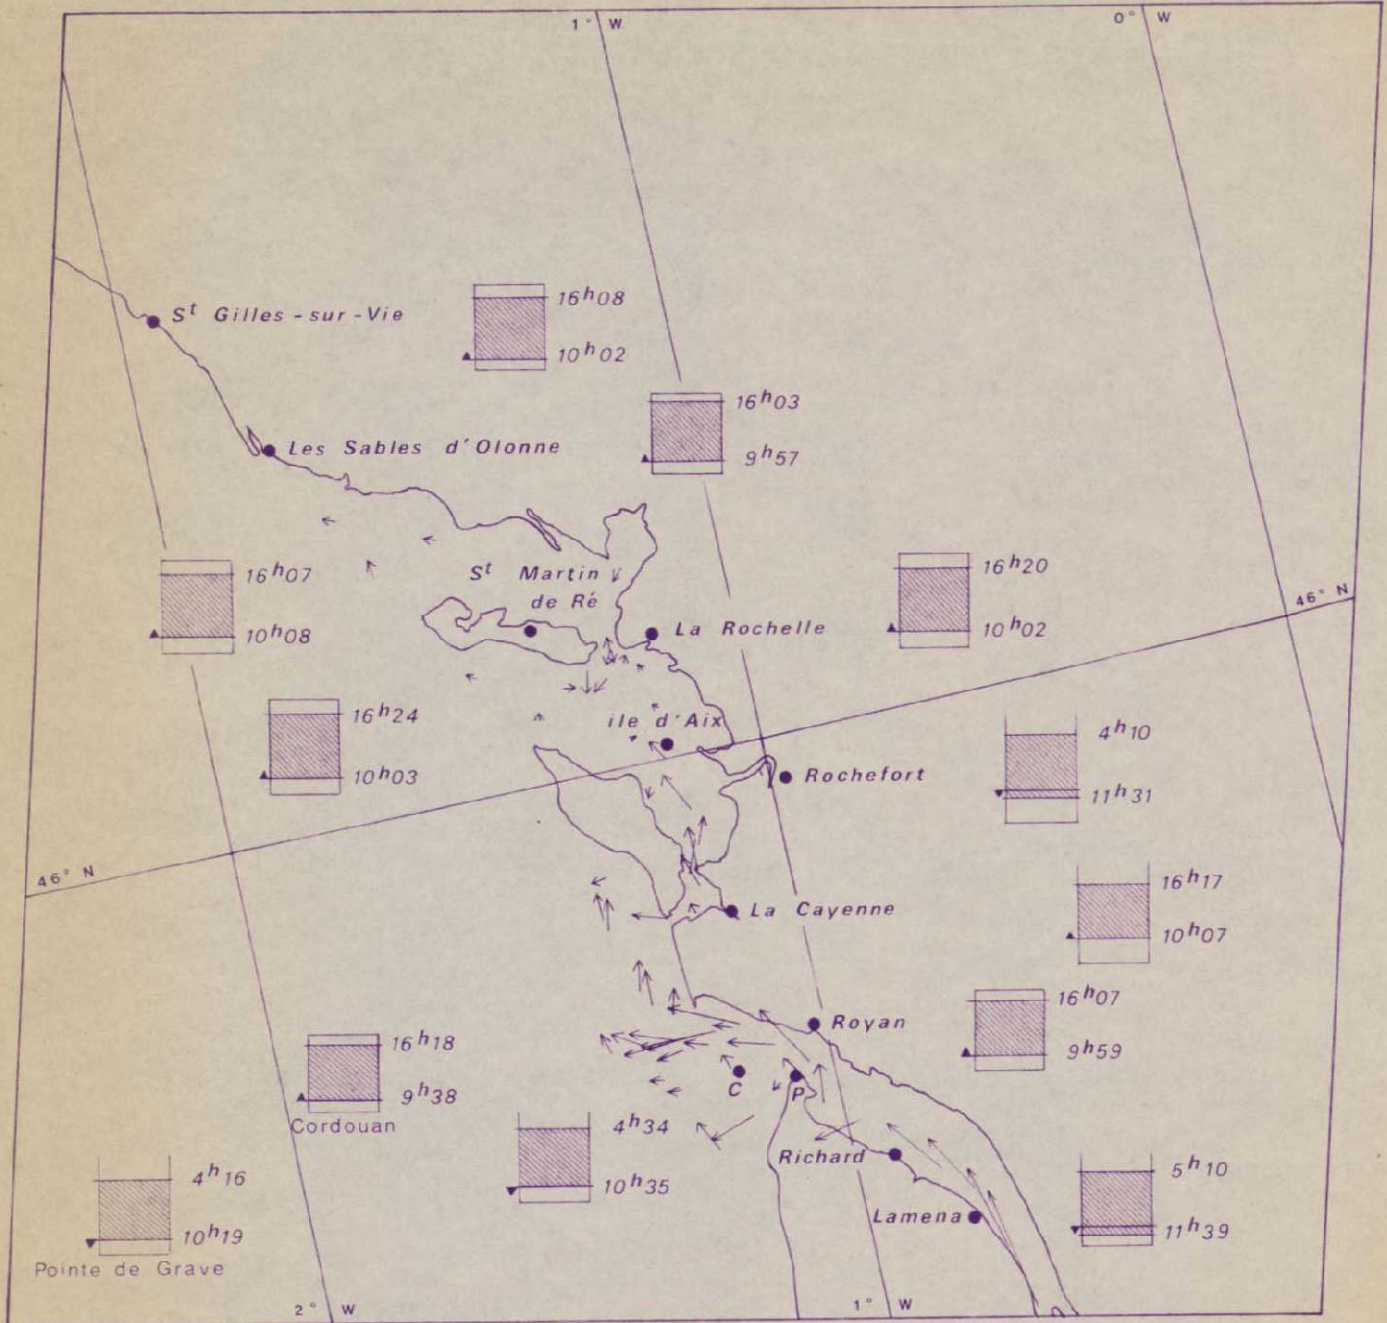 1° W
0° W
16h08
St Gilles-sur-Vie
10h02
16h03
Les Sables d'Olonne
9h57
16h07
St Martin
de Ré
16h20
46° N
10h08
La Rochelle
10h02
16h24
ile d'Aix
4h10
10h03
Rochefort
11h31
46° N
16h17
La Cayenne
10h07
16h07
Royan
16h18
9h59
9h38
C
P
Cordouan
4h34
Richard
4h16
10h35
5h10
Lamena
10h19
11h39
Pointe de Grave
2° W
1° W